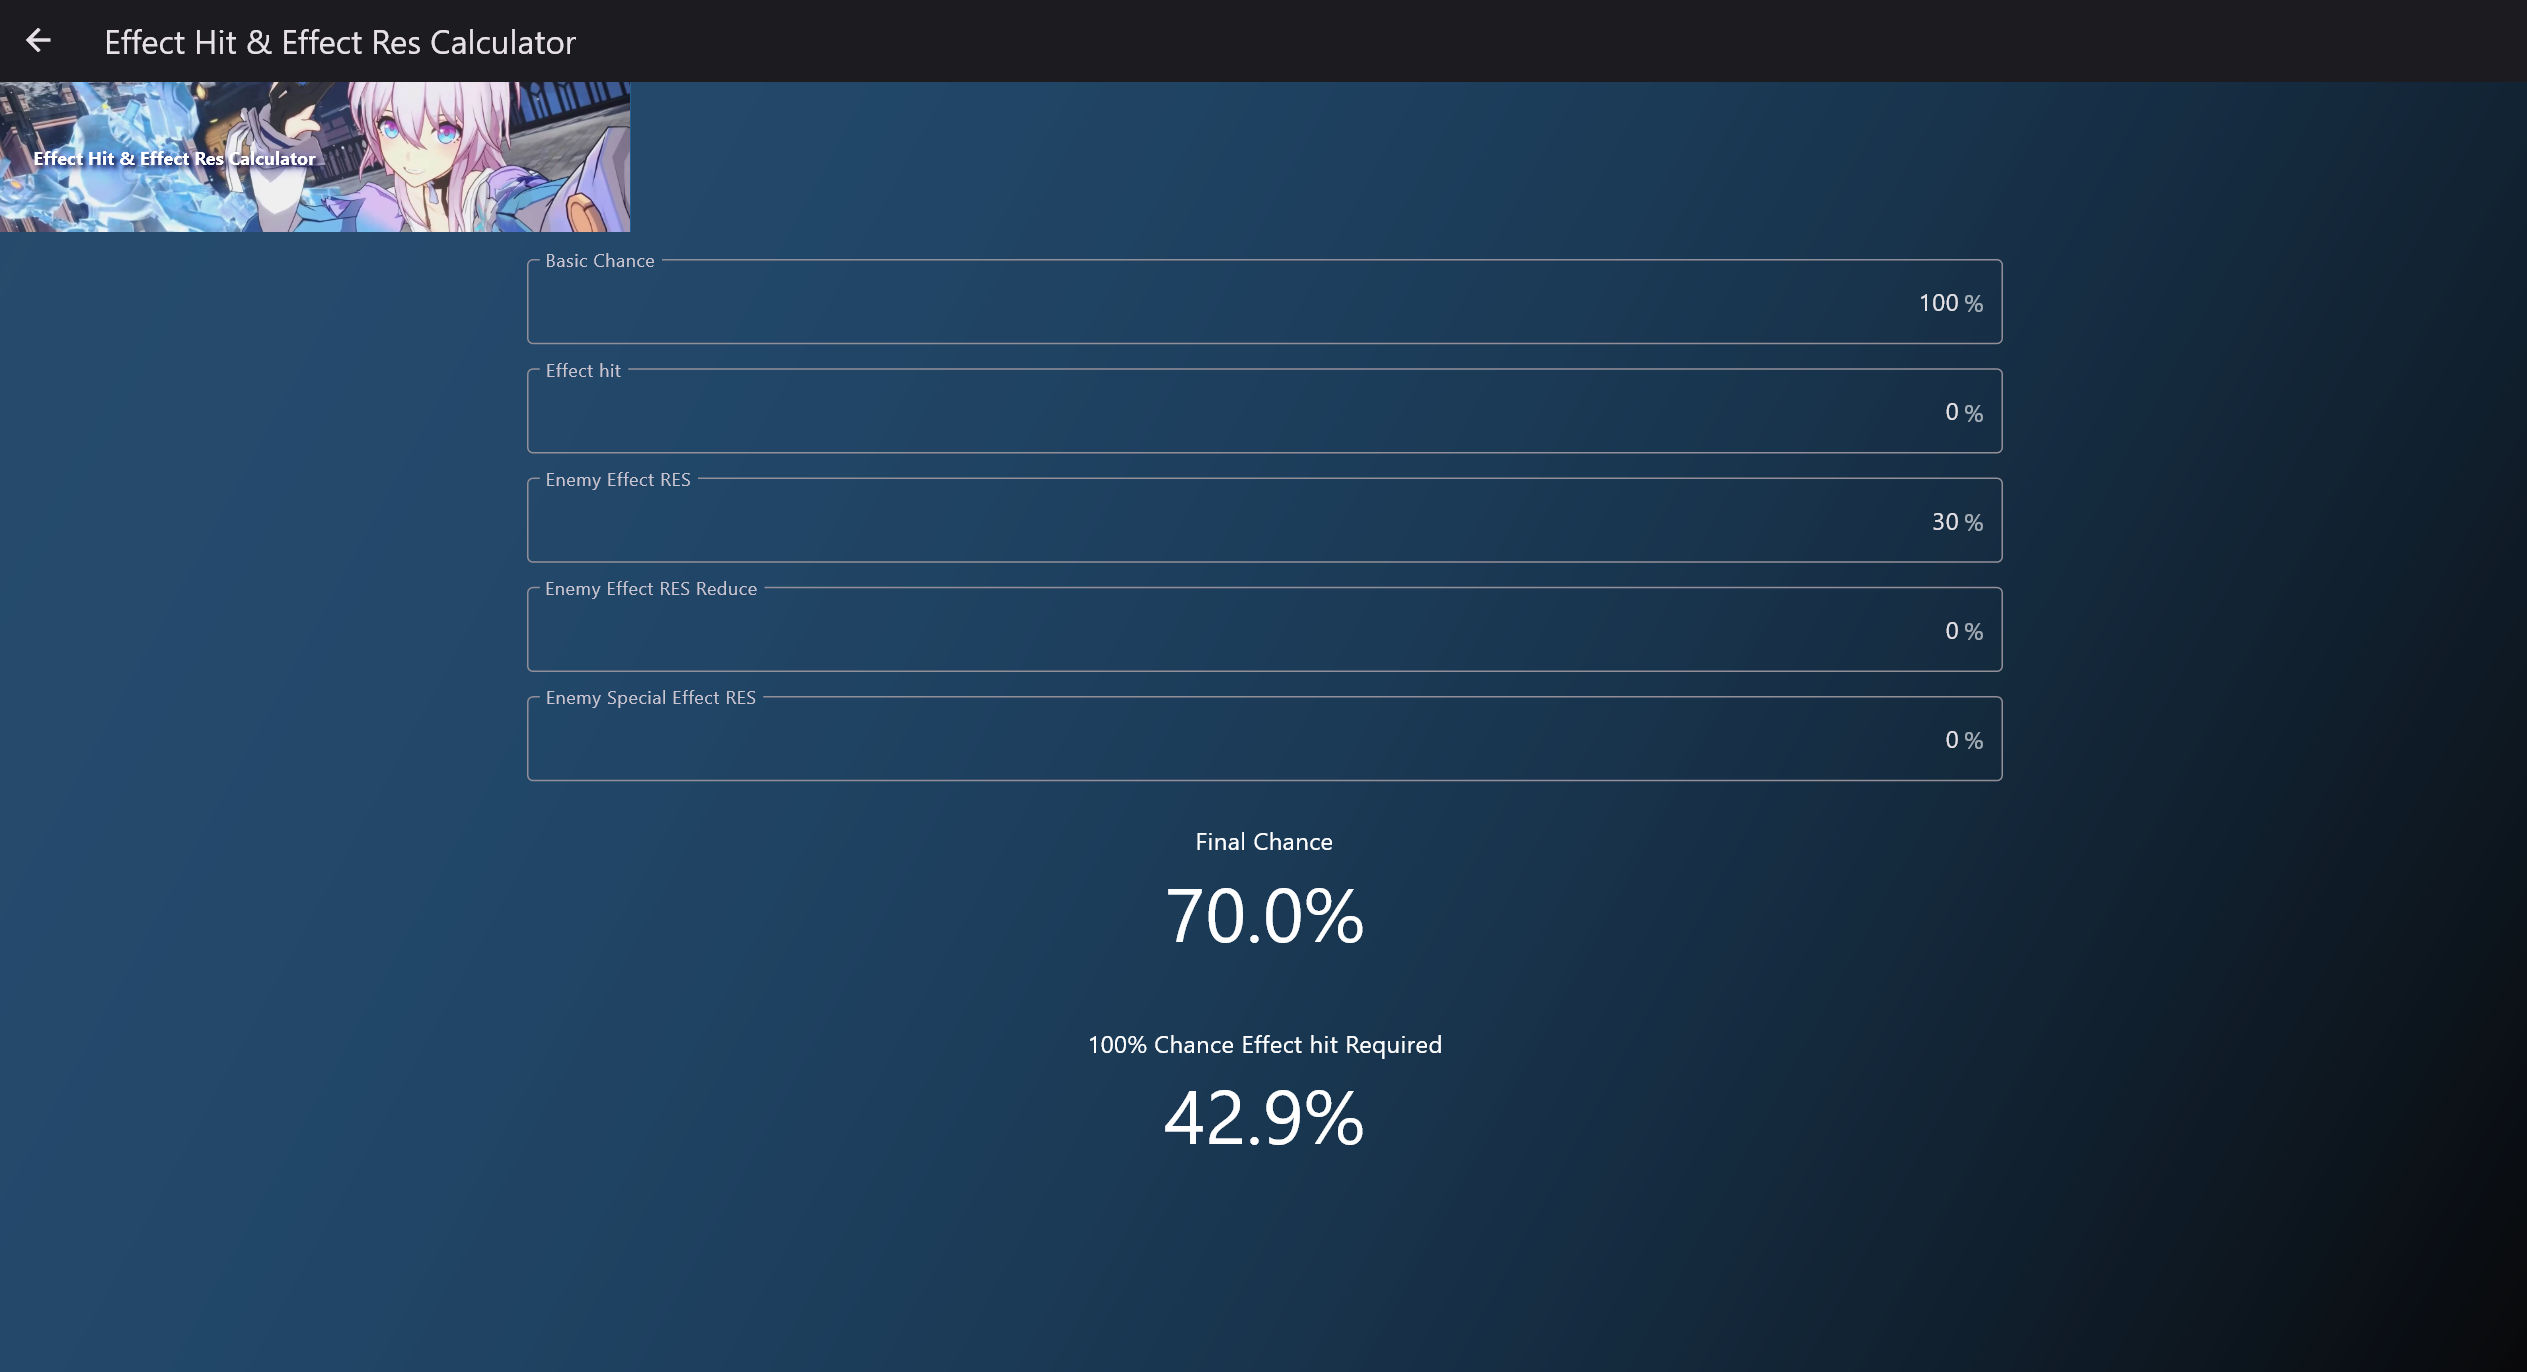 Effect Hit & Effect Res Calculator
Effect Hit & Effect Res Calculator
Basic Chance
100 %
Effect hit
0 %
Enemy Effect RES
30 %
Enemy Effect RES Reduce
0 %
Enemy Special Effect RES
0 %
Final Chance
70.0%
100% Chance Effect hit Required
42.9%